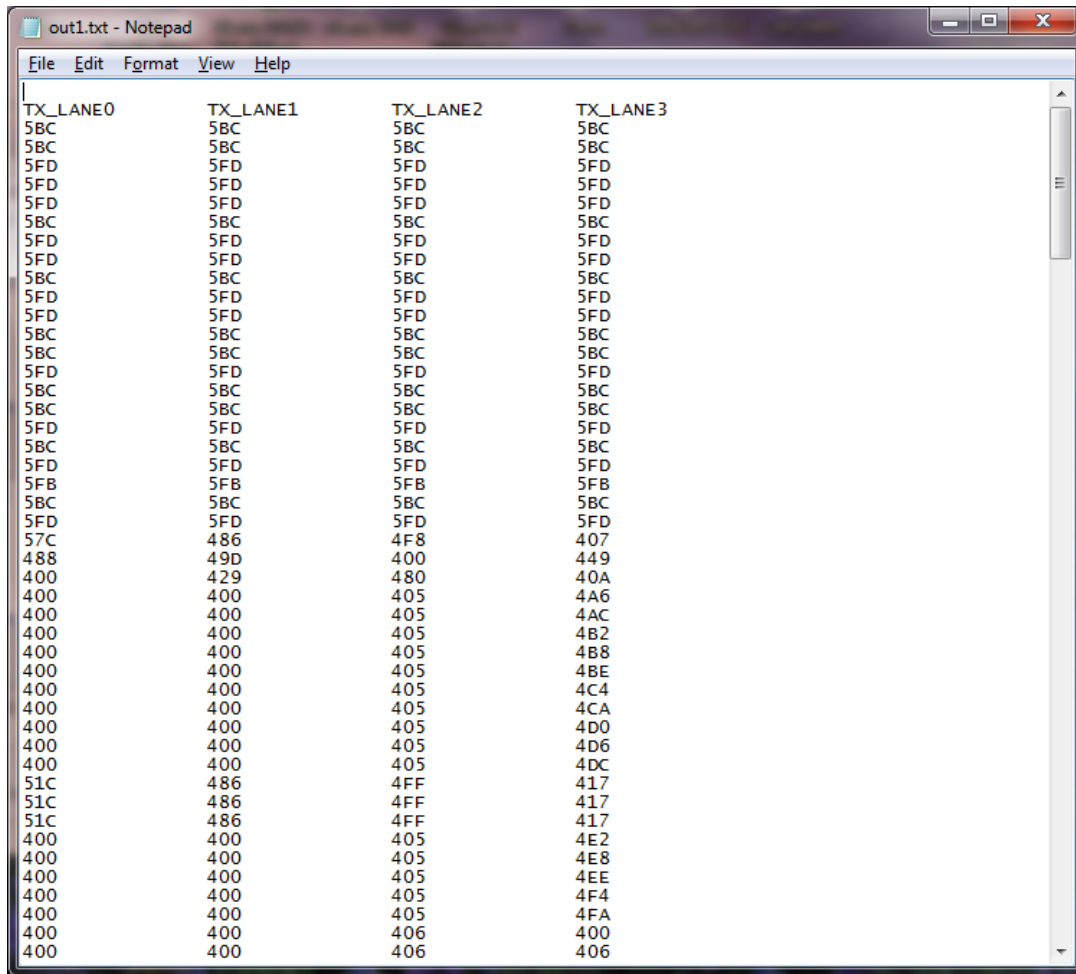 out1.txt - Notepad
File Edit Format View Help
TX_LANE0 TX_LANE1 TX_LANE2 TX_LANE3
5BC 5BC 5BC 5BC
5BC 5BC 5BC 5BC
5FD 5FD 5FD 5FD
5FD 5FD 5FD 5FD
5FD 5FD 5FD 5FD
5BC 5BC 5BC 5BC
5FD 5FD 5FD 5FD
5FD 5FD 5FD 5FD
5BC 5BC 5BC 5BC
5FD 5FD 5FD 5FD
5FD 5FD 5FD 5FD
5BC 5BC 5BC 5BC
5BC 5BC 5BC 5BC
5FD 5FD 5FD 5FD
5BC 5BC 5BC 5BC
5BC 5BC 5BC 5BC
5FD 5FD 5FD 5FD
5BC 5BC 5BC 5BC
5FD 5FD 5FD 5FD
5FB 5FB 5FB 5FB
5BC 5BC 5BC 5BC
5FD 5FD 5FD 5FD
57C 486 4F8 407
488 49D 400 449
400 429 480 40A
400 400 405 4A6
400 400 405 4AC
400 400 405 4B2
400 400 405 4B8
400 400 405 4BE
400 400 405 4C4
400 400 405 4CA
400 400 405 4D0
400 400 405 4D6
400 400 405 4DC
51C 486 4FF 417
51C 486 4FF 417
51C 486 4FF 417
400 400 405 4E2
400 400 405 4E8
400 400 405 4EE
400 400 405 4F4
400 400 405 4FA
400 400 406 400
400 400 406 406